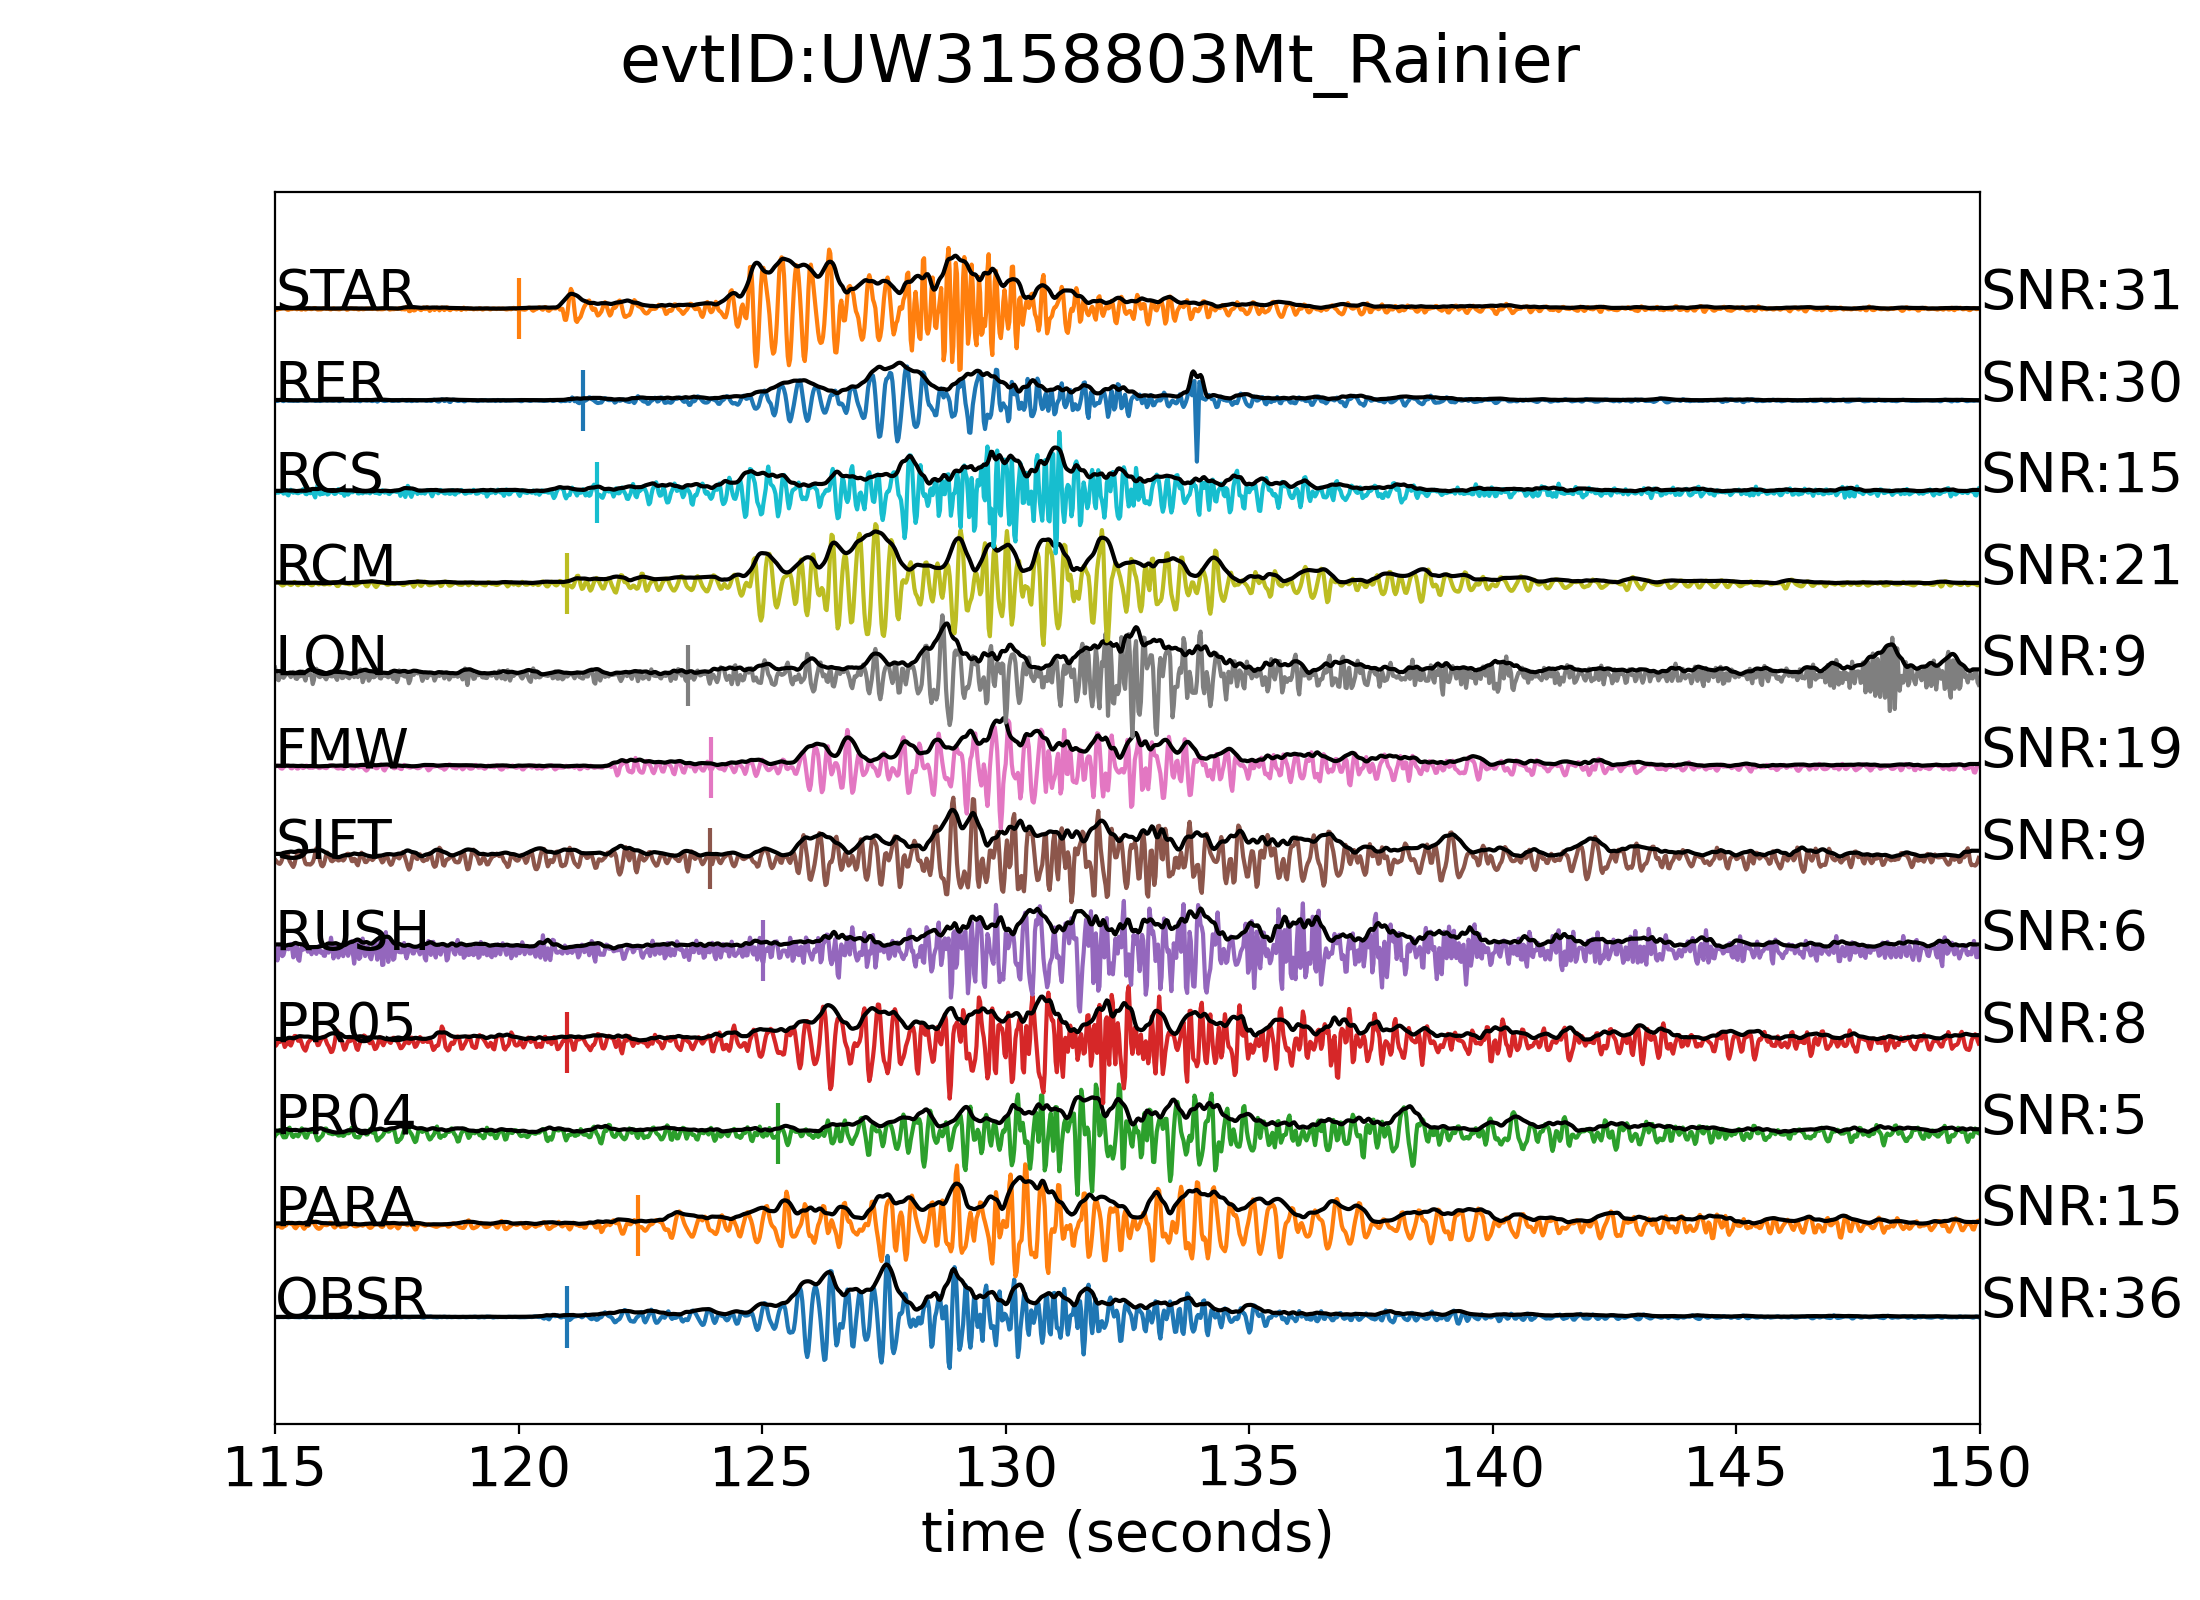 evtID:UW3158803Mt_Rainier
STAR SNR:31
RER SNR:30
RCS SNR:15
RCM SNR:21
LON SNR:9
FMW SNR:19
SIFT SNR:9
RUSH SNR:6
PR05 SNR:8
PR04 SNR:5
PARA SNR:15
OBSR SNR:36
115 120 125 130 135 140 145 150
time (seconds)